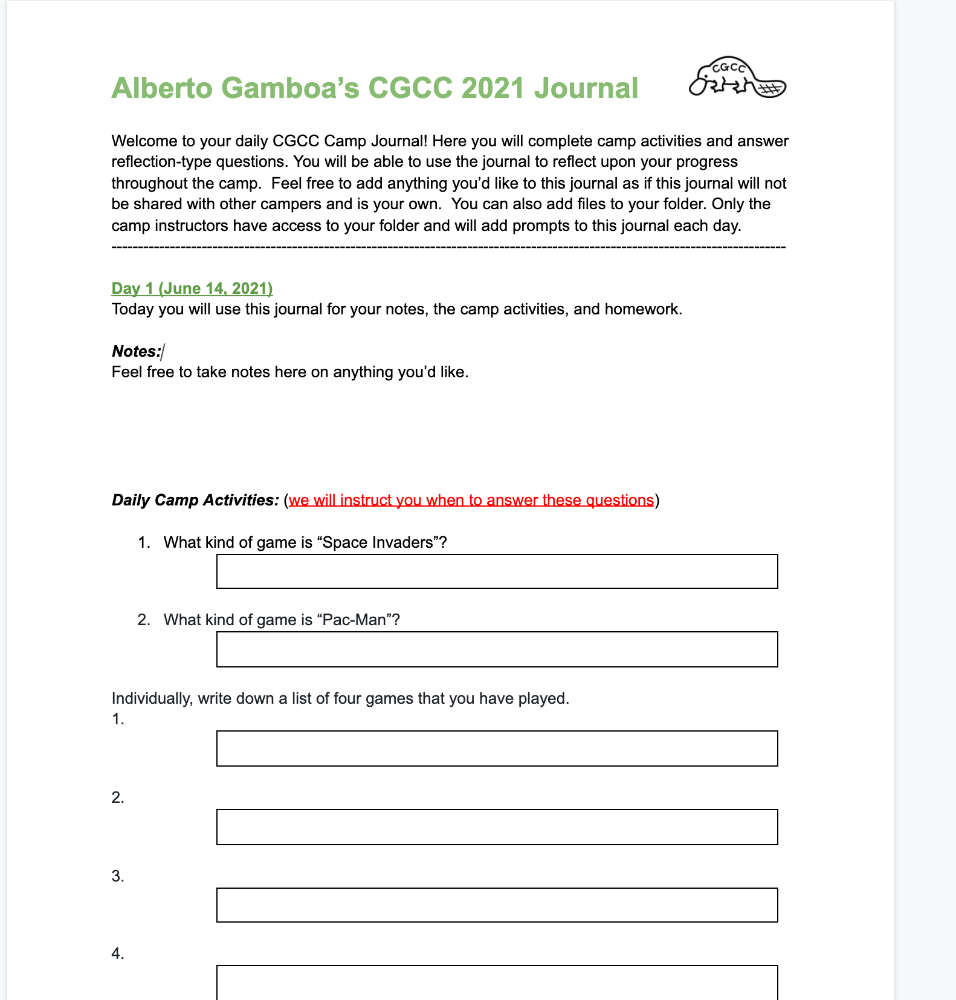 CGCC
Alberto Gamboa’s CGCC 2021 Journal
Welcome to your daily CGCC Camp Journal! Here you will complete camp activities and answer
reflection-type questions. You will be able to use the journal to reflect upon your progress
throughout the camp.  Feel free to add anything you’d like to this journal as if this journal will not
be shared with other campers and is your own.  You can also add files to your folder. Only the
camp instructors have access to your folder and will add prompts to this journal each day.
Day 1 (June 14, 2021)
Today you will use this journal for your notes, the camp activities, and homework.
Notes:
Feel free to take notes here on anything you’d like.
Daily Camp Activities: (we will instruct you when to answer these questions)
1. What kind of game is “Space Invaders”?
2. What kind of game is “Pac-Man”?
Individually, write down a list of four games that you have played.
1.
2.
3.
4.